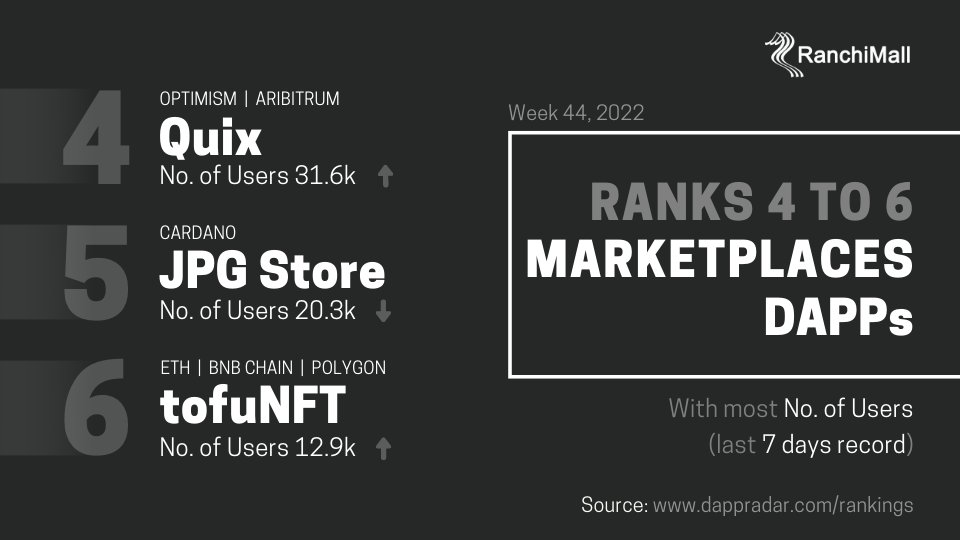 RanchiMall
4
OPTIMISM | ARIBITRUM
Quix
No. of Users 31.6k
5
CARDANO
JPG Store
No. of Users 20.3k
6
ETH | BNB CHAIN | POLYGON
tofuNFT
No. of Users 12.9k
Week 44, 2022
RANKS 4 TO 6
MARKETPLACES
DAPPs
With most No. of Users
(last 7 days record)
Source: www.dappradar.com/rankings